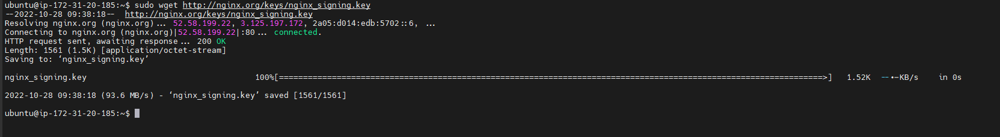 ubuntu@ip-172-31-20-185:~$ sudo wget http://nginx.org/keys/nginx_signing.key
--2022-10-28 09:38:18-- http://nginx.org/keys/nginx_signing.key
Resolving nginx.org (nginx.org)... 52.58.199.22, 3.125.197.172, 2a05:d014:edb:5702::6, ...
Connecting to nginx.org (nginx.org)|52.58.199.22|:80... connected.
HTTP request sent, awaiting response... 200 OK
Length: 1561 (1.5K) [application/octet-stream]
Saving to: ‘nginx_signing.key’
nginx_signing.key 100%[=================================================================================================================>] 1.52K --•-KB/s in 0s
2022-10-28 09:38:18 (93.6 MB/s) - ‘nginx_signing.key’ saved [1561/1561]
ubuntu@ip-172-31-20-185:~$